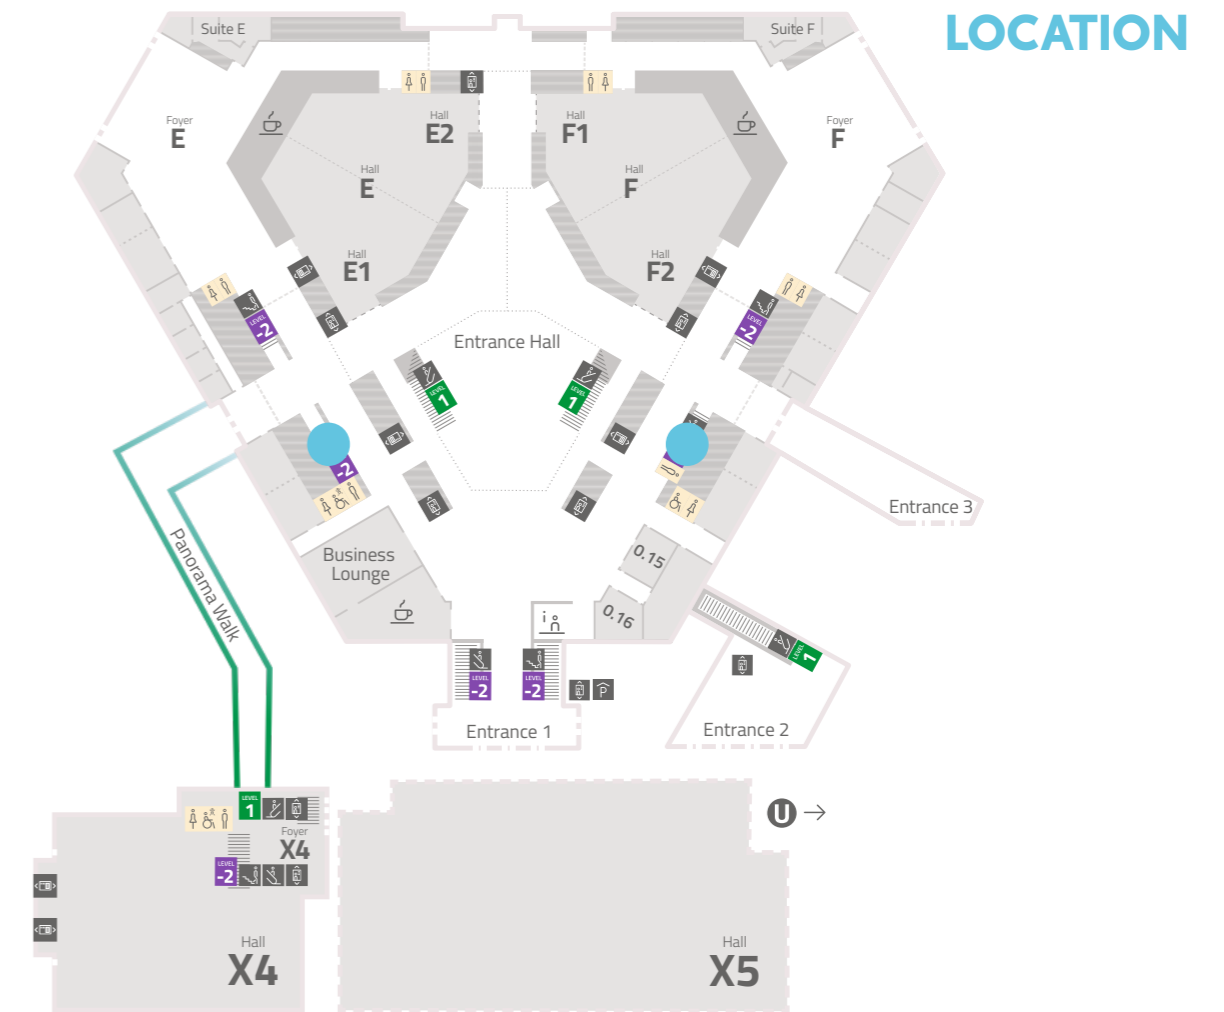 LOCATION
Suite E
Suite F
Foyer
E
Hall
E2
Hall
F1
Foyer
F
Hall
E
Hall
F
Hall
E1
Hall
F2
LEVEL
-2
LEVEL
-2
Entrance Hall
LEVEL
1
LEVEL
1
-2
Entrance 3
Panorama Walk
Business
Lounge
0.15
0.16
i
LEVEL
1
LEVEL
-2
LEVEL
-2
P
Entrance 1
Entrance 2
LEVEL
1
U
Foyer
X4
LEVEL
-2
Hall
X4
Hall
X5